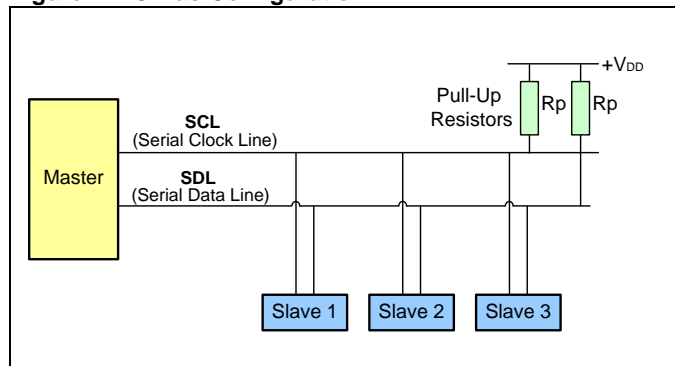 +VDD
Pull-Up
Resistors
Rp
Rp
SCL
(Serial Clock Line)
Master
SDL
(Serial Data Line)
Slave 1
Slave 2
Slave 3